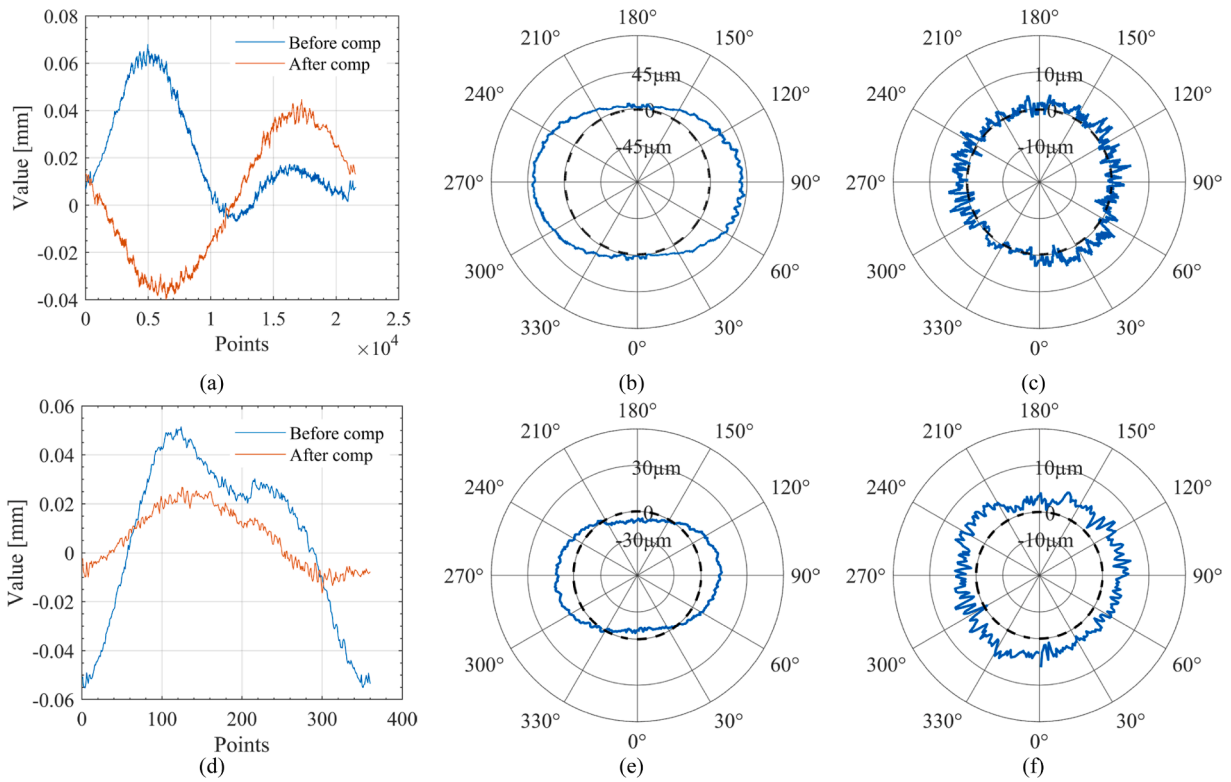 0.08
0.06
0.04
0.02
0
-0.02
-0.04
Value [mm]
Before comp
After comp
0 0.5 1 1.5 2 2.5
Points
×10⁴
(a)
180°
210° 150°
240° 120°
270° 90°
300° 60°
330° 30°
0°
45μm
0
-45μm
(b)
180°
210° 150°
240° 120°
270° 90°
300° 60°
330° 30°
0°
10μm
0
-10μm
(c)
0.06
0.04
0.02
0
-0.02
-0.04
-0.06
Value [mm]
Before comp
After comp
0 100 200 300 400
Points
(d)
180°
210° 150°
240° 120°
270° 90°
300° 60°
330° 30°
0°
30μm
0
-30μm
(e)
180°
210° 150°
240° 120°
270° 90°
300° 60°
330° 30°
0°
10μm
0
-10μm
(f)